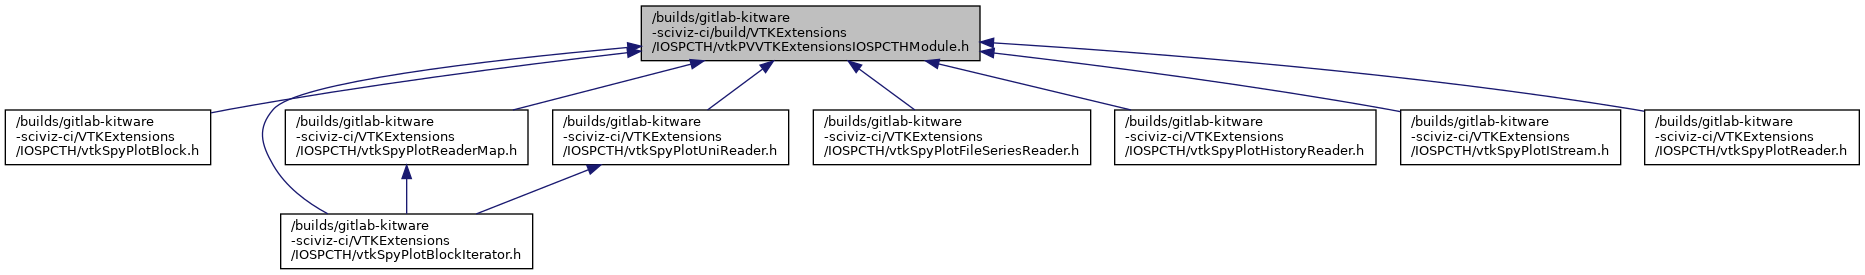 /builds/gitlab-kitware
-sciviz-ci/build/VTKExtensions
/IOSPCTH/vtkPVVTKExtensionsIOSPCTHModule.h
/builds/gitlab-kitware
-sciviz-ci/VTKExtensions
/IOSPCTH/vtkSpyPlotBlock.h
/builds/gitlab-kitware
-sciviz-ci/VTKExtensions
/IOSPCTH/vtkSpyPlotReaderMap.h
/builds/gitlab-kitware
-sciviz-ci/VTKExtensions
/IOSPCTH/vtkSpyPlotUniReader.h
/builds/gitlab-kitware
-sciviz-ci/VTKExtensions
/IOSPCTH/vtkSpyPlotFileSeriesReader.h
/builds/gitlab-kitware
-sciviz-ci/VTKExtensions
/IOSPCTH/vtkSpyPlotHistoryReader.h
/builds/gitlab-kitware
-sciviz-ci/VTKExtensions
/IOSPCTH/vtkSpyPlotIStream.h
/builds/gitlab-kitware
-sciviz-ci/VTKExtensions
/IOSPCTH/vtkSpyPlotReader.h
/builds/gitlab-kitware
-sciviz-ci/VTKExtensions
/IOSPCTH/vtkSpyPlotBlockIterator.h